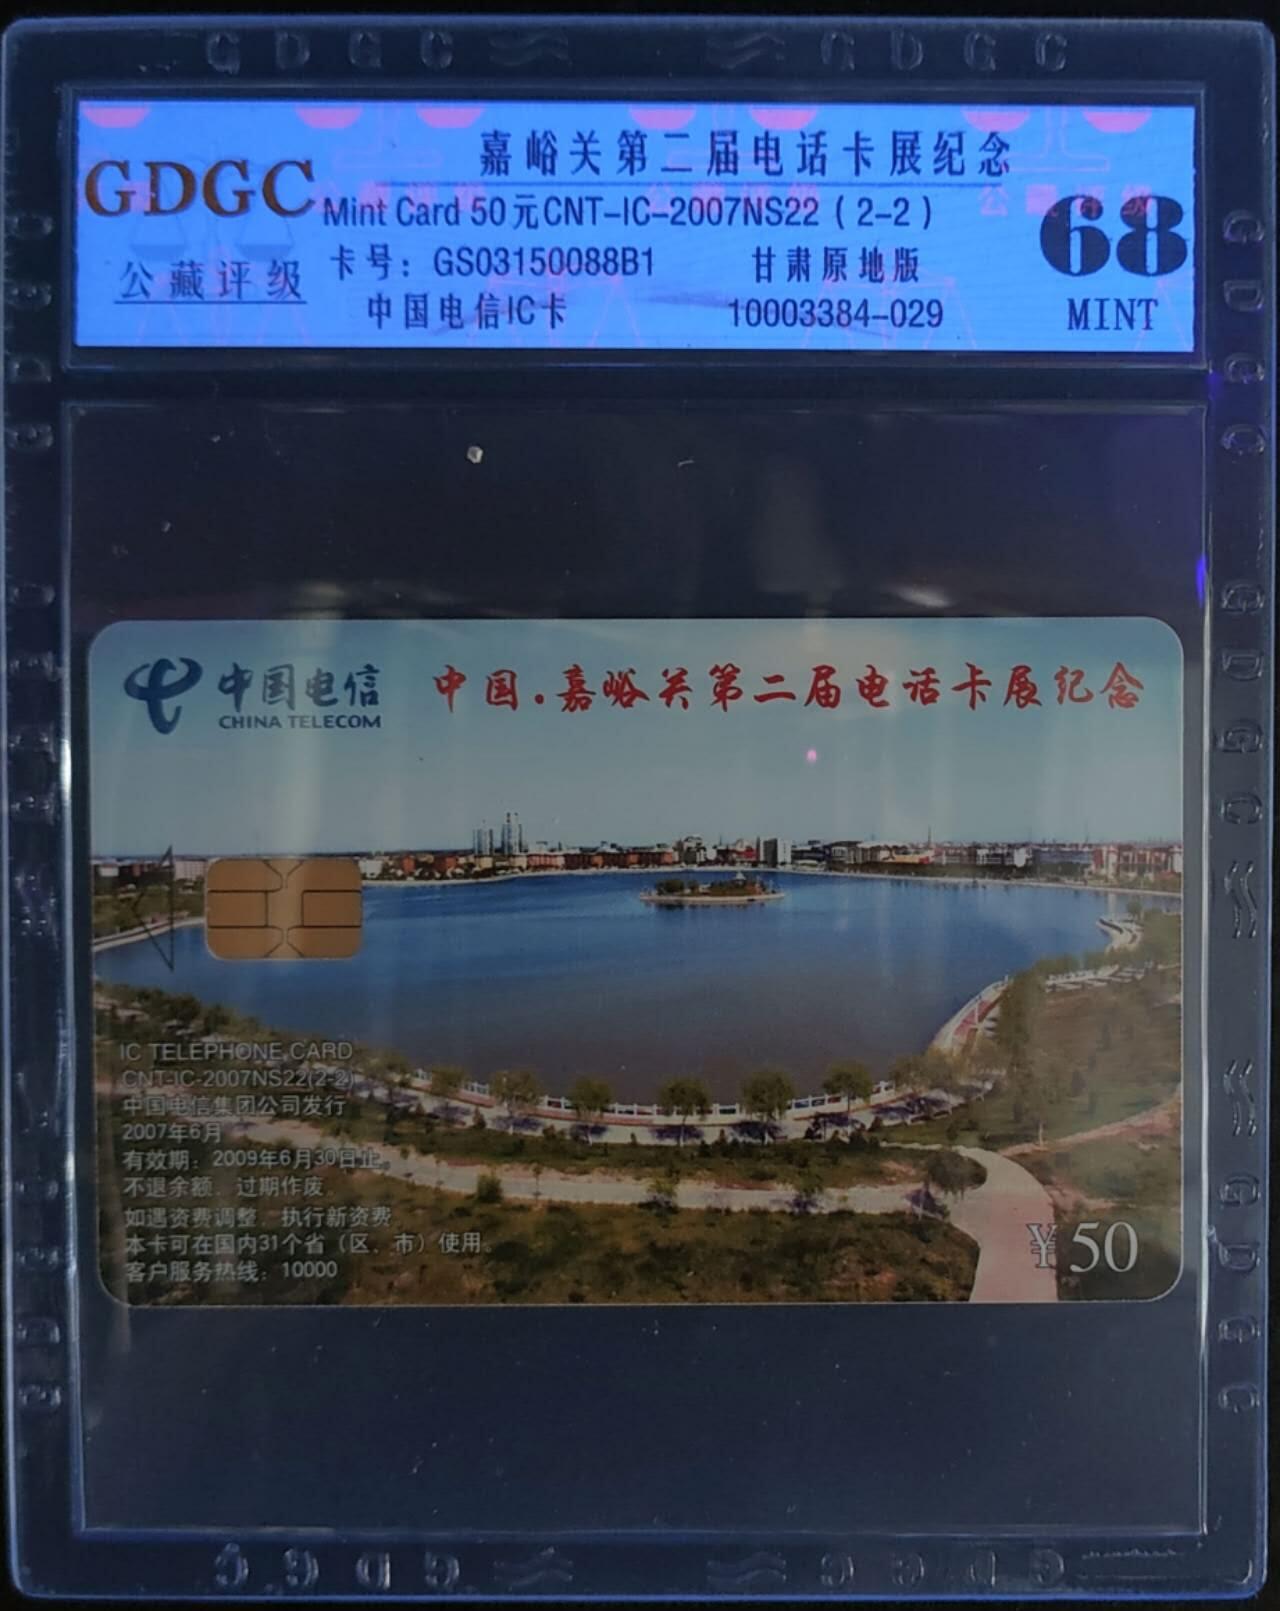 GDGC GDGC
嘉峪关第二届电话卡展纪念
GDGC
Mint Card 50元CNT-IC-2007NS22（2-2）
68
公藏评级
卡号：GS03150088B1
甘肃原地版
中国电信IC卡
10003384-029
MINT
中国电信
CHINA TELECOM
中国.嘉峪关第二届电话卡展纪念
IC TELEPHONE CARD
CNT-IC-2007NS22(2-2)
中国电信集团公司发行
2007年6月
有效期：2009年6月30日止。
不退余额、过期作废。
如遇资费调整，执行新资费
本卡可在国内31个省（区、市）使用。
客户服务热线：10000
¥50